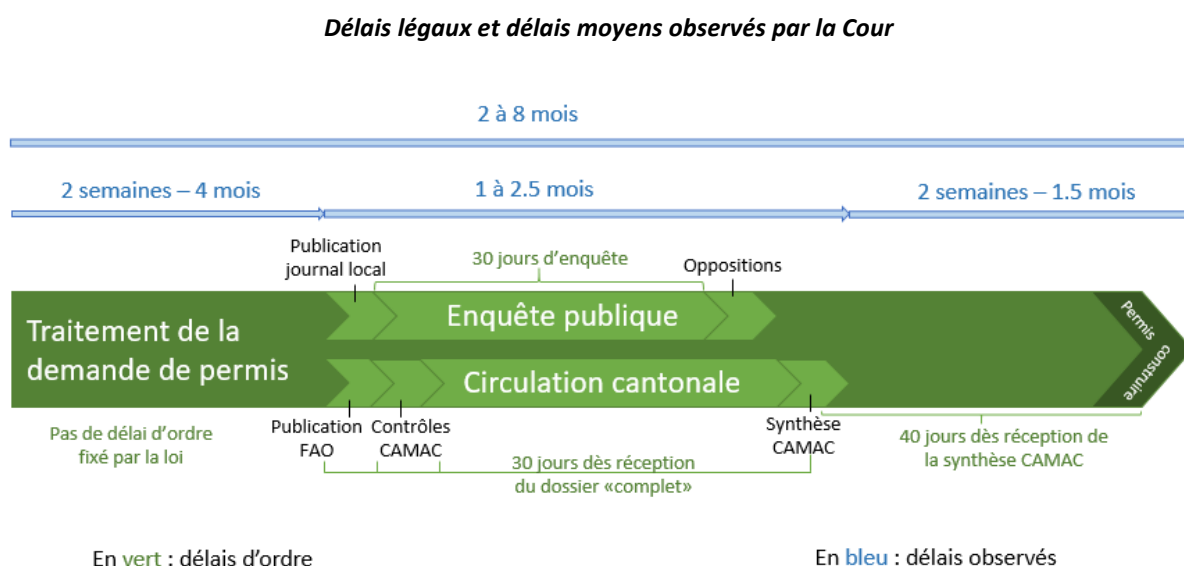 Délais légaux et délais moyens observés par la Cour
2 à 8 mois
2 semaines – 4 mois
1 à 2.5 mois
2 semaines – 1.5 mois
Publication
journal local
30 jours d'enquête
Oppositions
Traitement de la
demande de permis
Enquête publique
Circulation cantonale
Permis
construire
Pas de délai d'ordre
fixé par la loi
Publication
FAO
Contrôles
CAMAC
30 jours dès réception
du dossier «complet»
Synthèse
CAMAC
40 jours dès réception de
la synthèse CAMAC
En vert : délais d'ordre
En bleu : délais observés